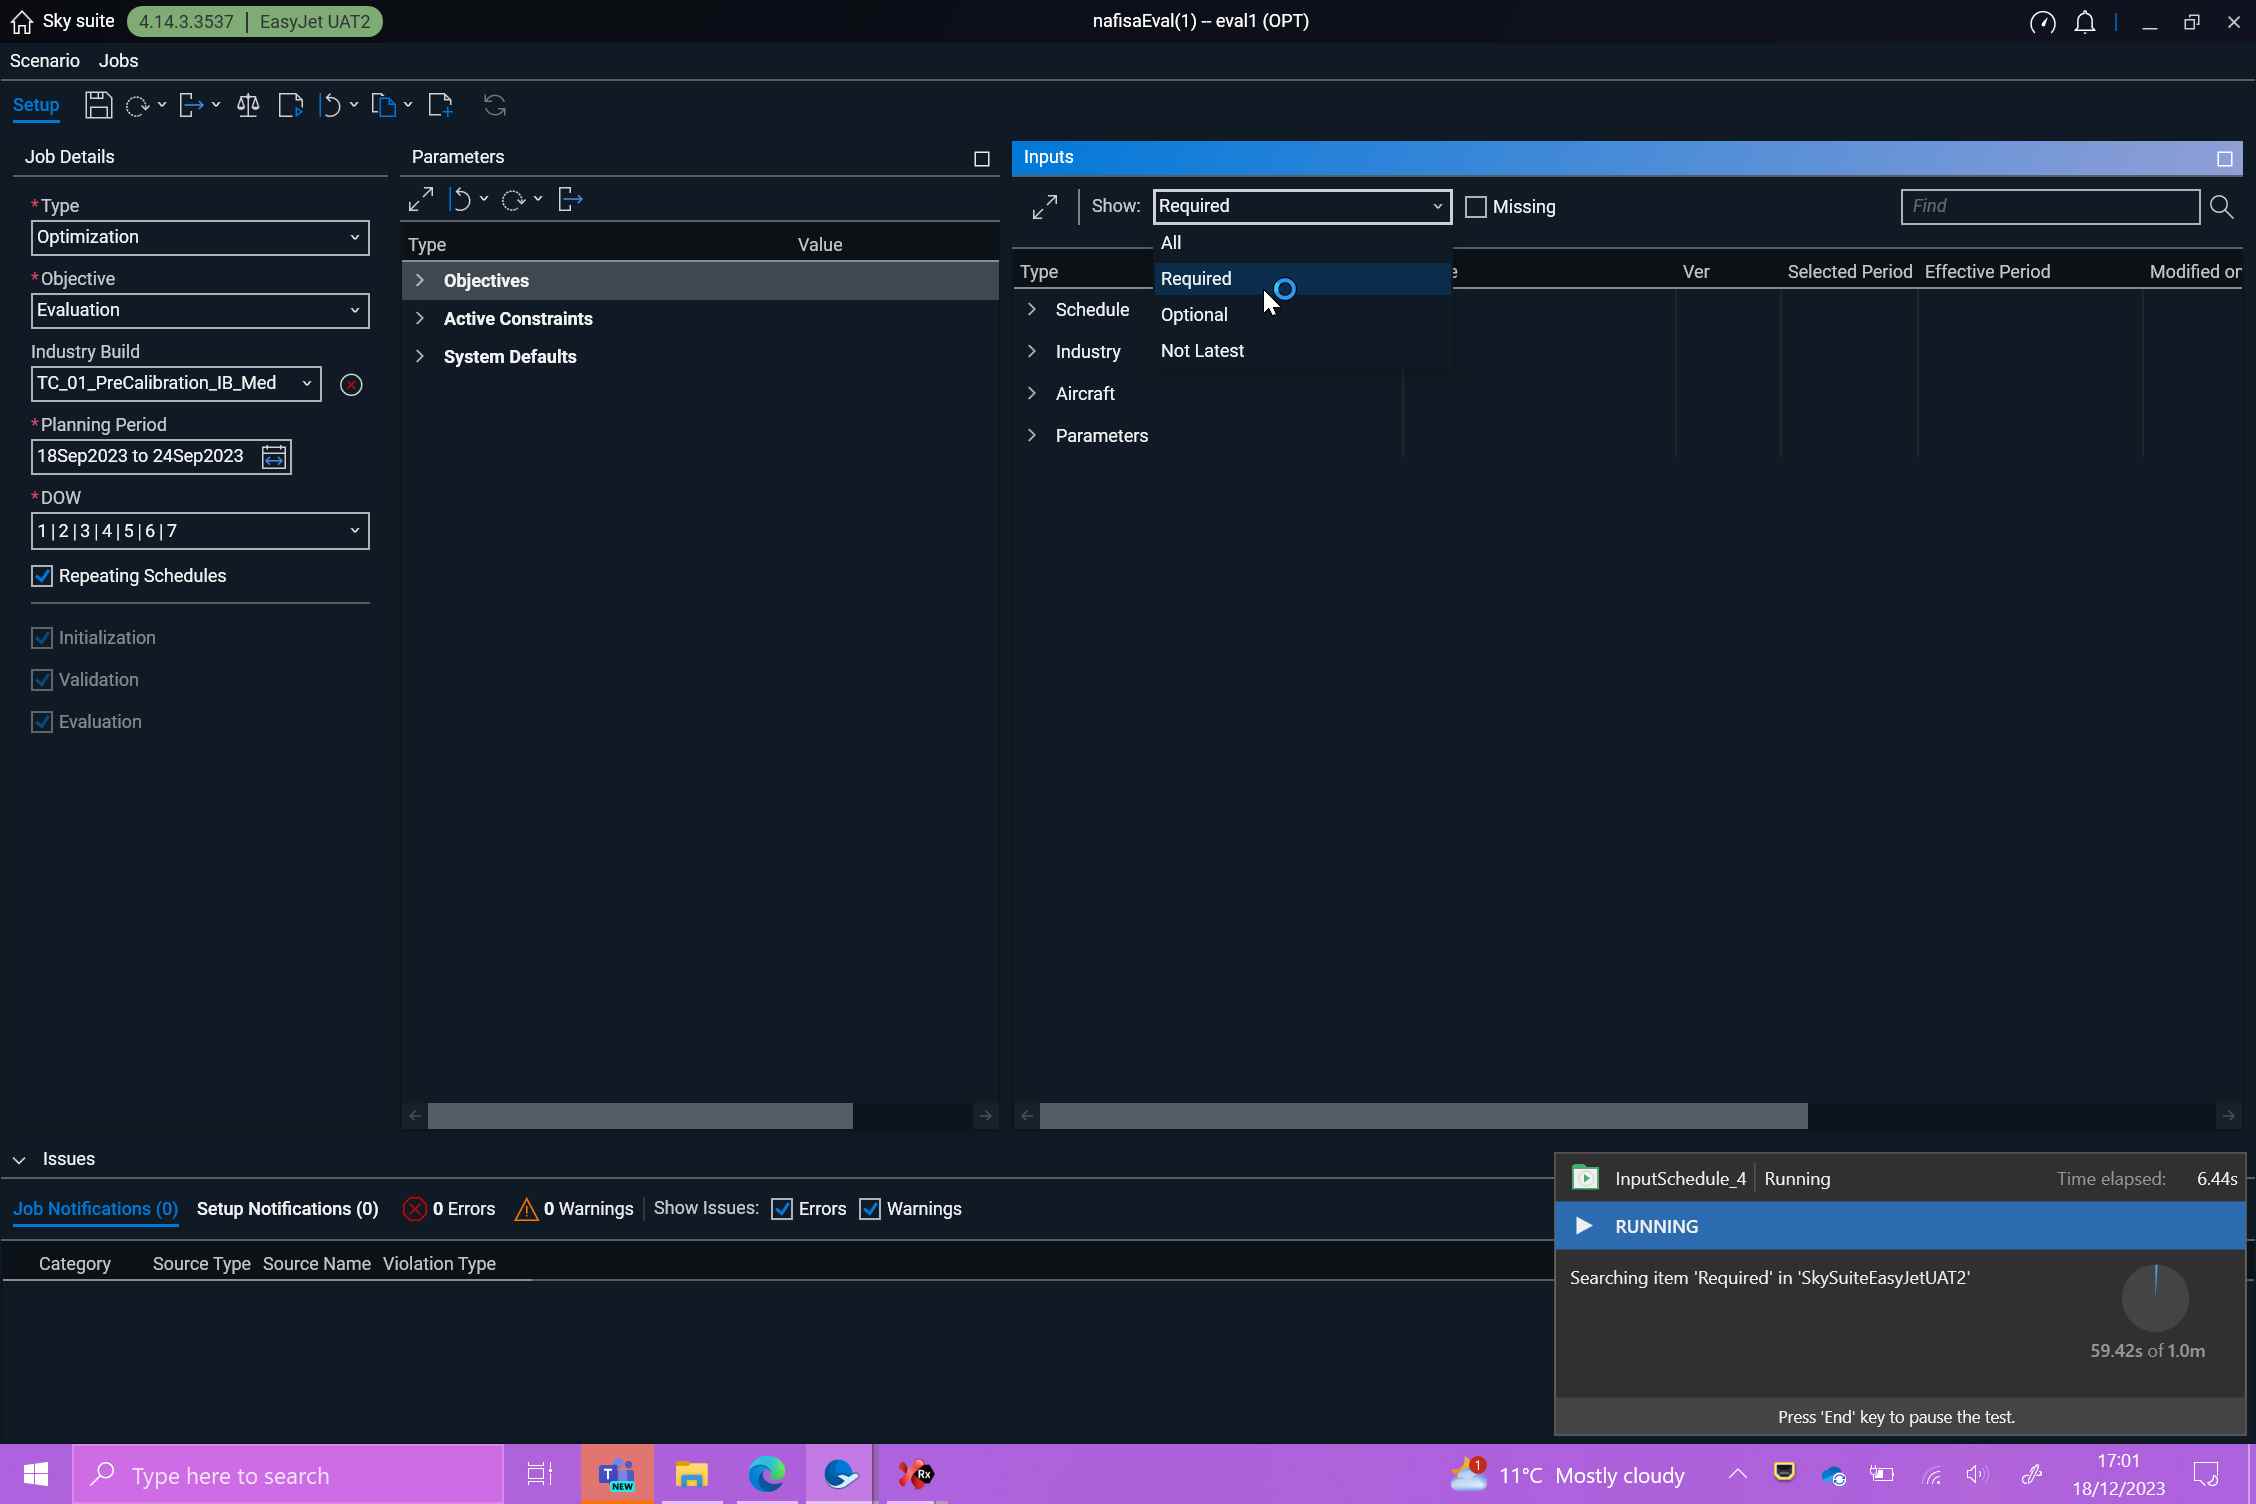 Sky suite 4.14.3.3537 | EasyJet UAT2 nafisaEval(1) -- eval1 (OPT)
Scenario Jobs
Setup
Job Details
*Type
Optimization
*Objective
Evaluation
Industry Build
TC_01_PreCalibration_IB_Med
*Planning Period
18Sep2023 to 24Sep2023
*DOW
1|2|3|4|5|6|7
Repeating Schedules
Initialization
Validation
Evaluation
Parameters
Type Value
Objectives
Active Constraints
System Defaults
Inputs
Show: Required Missing Find
All
Required
Optional
Not Latest
Type Ver Selected Period Effective Period Modified on
Schedule
Industry
Aircraft
Parameters
Issues
Job Notifications (0) Setup Notifications (0) 0 Errors 0 Warnings Show Issues: Errors Warnings
Category Source Type Source Name Violation Type
InputSchedule_4 Running Time elapsed: 6.44s
RUNNING
Searching item 'Required' in 'SkySuiteEasyJetUAT2'
59.42s of 1.0m
Press 'End' key to pause the test.
Type here to search
T
NEW
Rx
1
11°C Mostly cloudy
17:01
18/12/2023